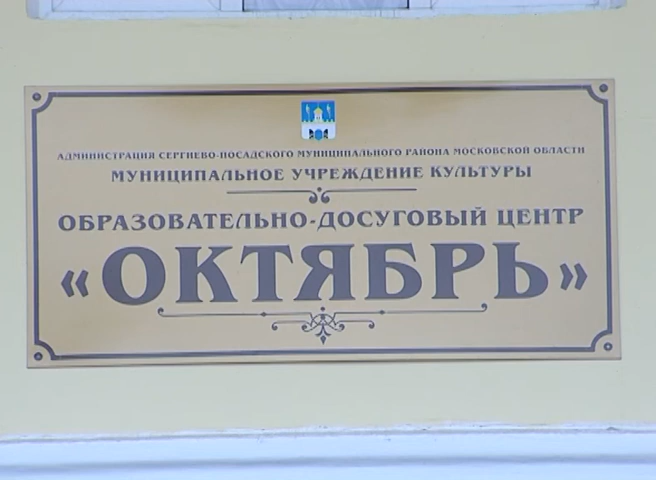 АДМИНИСТРАЦИЯ СЕРГИЕВО-ПОСАДСКОГО МУНИЦИПАЛЬНОГО РАЙОНА МОСКОВСКОЙ ОБЛАСТИ
МУНИЦИПАЛЬНОЕ УЧРЕЖДЕНИЕ КУЛЬТУРЫ
ОБРАЗОВАТЕЛЬНО-ДОСУГОВЫЙ ЦЕНТР
«ОКТЯБРЬ»